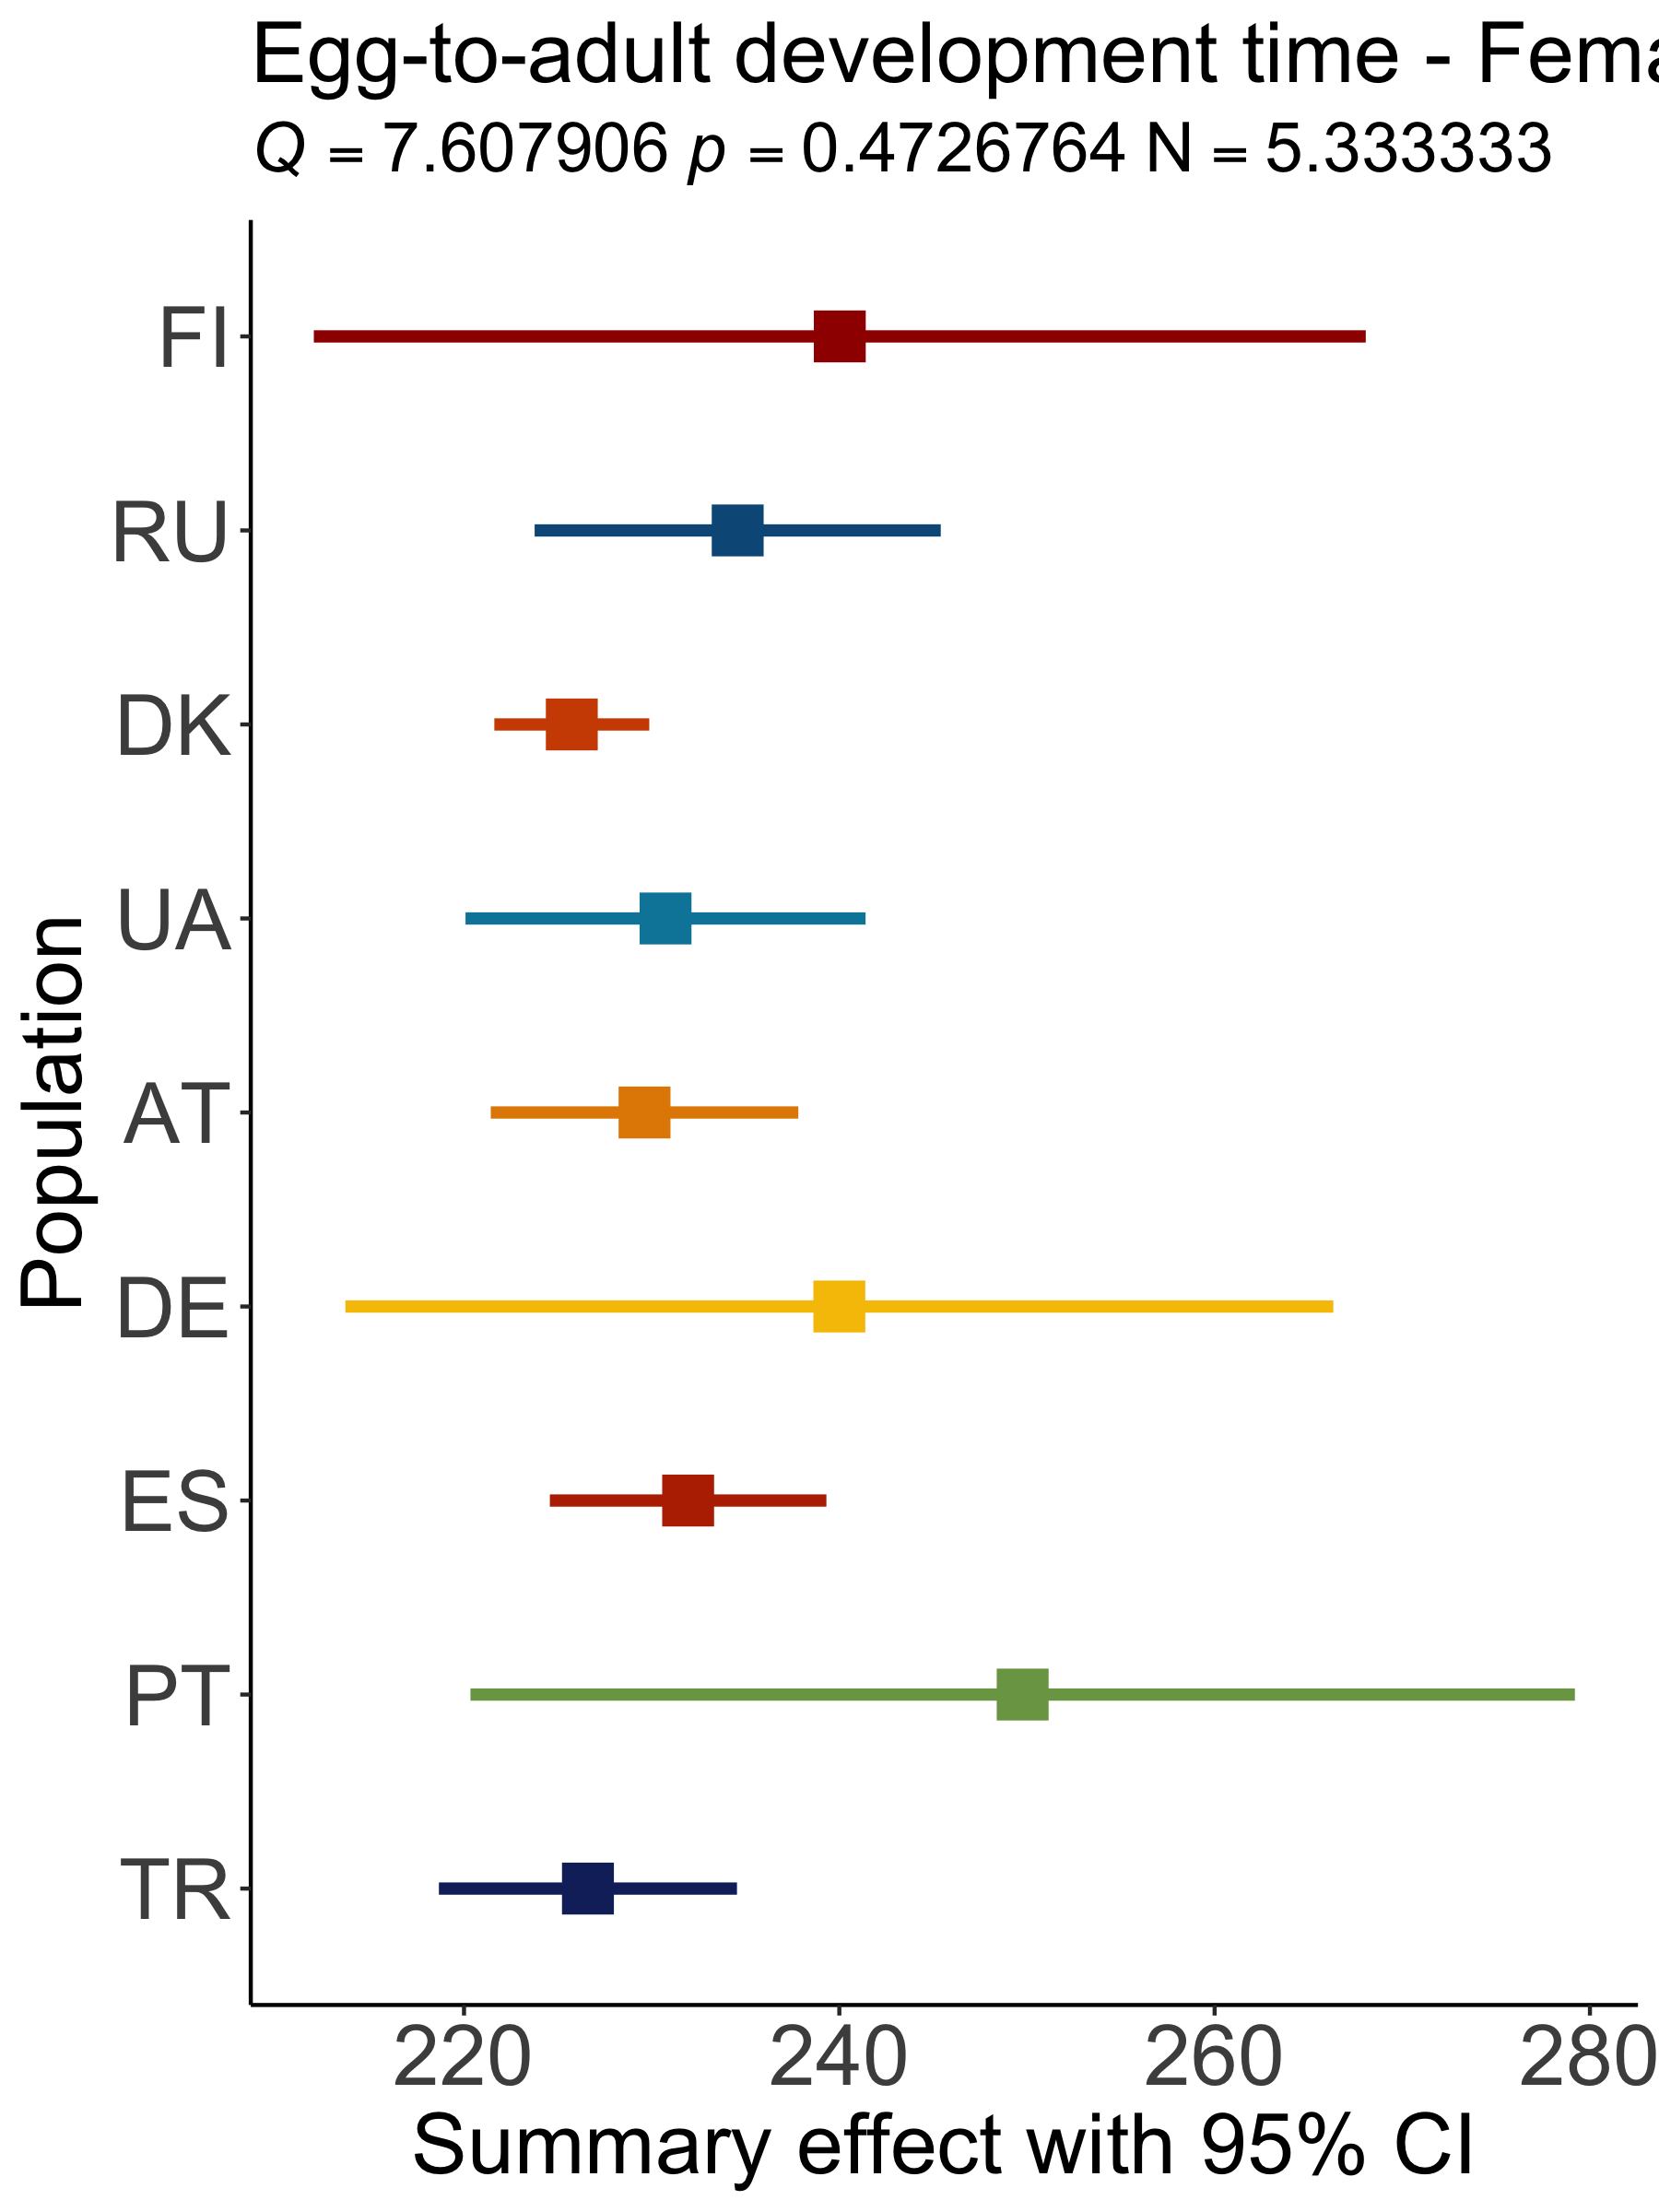 Egg-to-adult development time - Fema
Q = 7.607906 p = 0.4726764 N = 5.333333
FI
RU
DK
UA
AT
DE
ES
PT
TR
Population
220 240 260 280
Summary effect with 95% CI